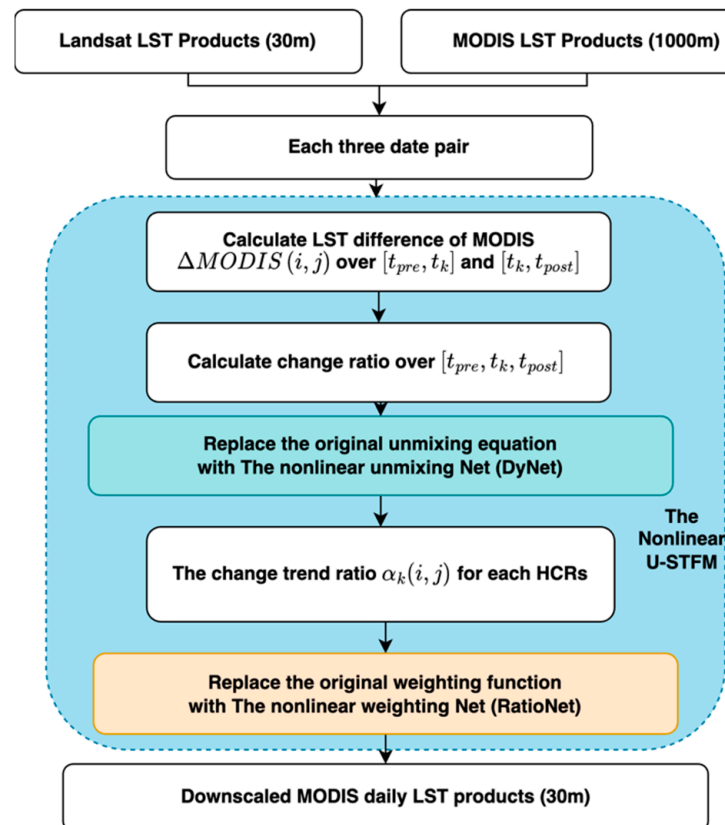 Landsat LST Products (30m)
MODIS LST Products (1000m)
Each three date pair
Calculate LST difference of MODIS
ΔMODIS(i, j) over [t_pre, t_k] and [t_k, t_post]
Calculate change ratio over [t_pre, t_k, t_post]
Replace the original unmixing equation
with The nonlinear unmixing Net (DyNet)
The change trend ratio α_k(i, j) for each HCRs
The
Nonlinear
U-STFM
Replace the original weighting function
with The nonlinear weighting Net (RatioNet)
Downscaled MODIS daily LST products (30m)